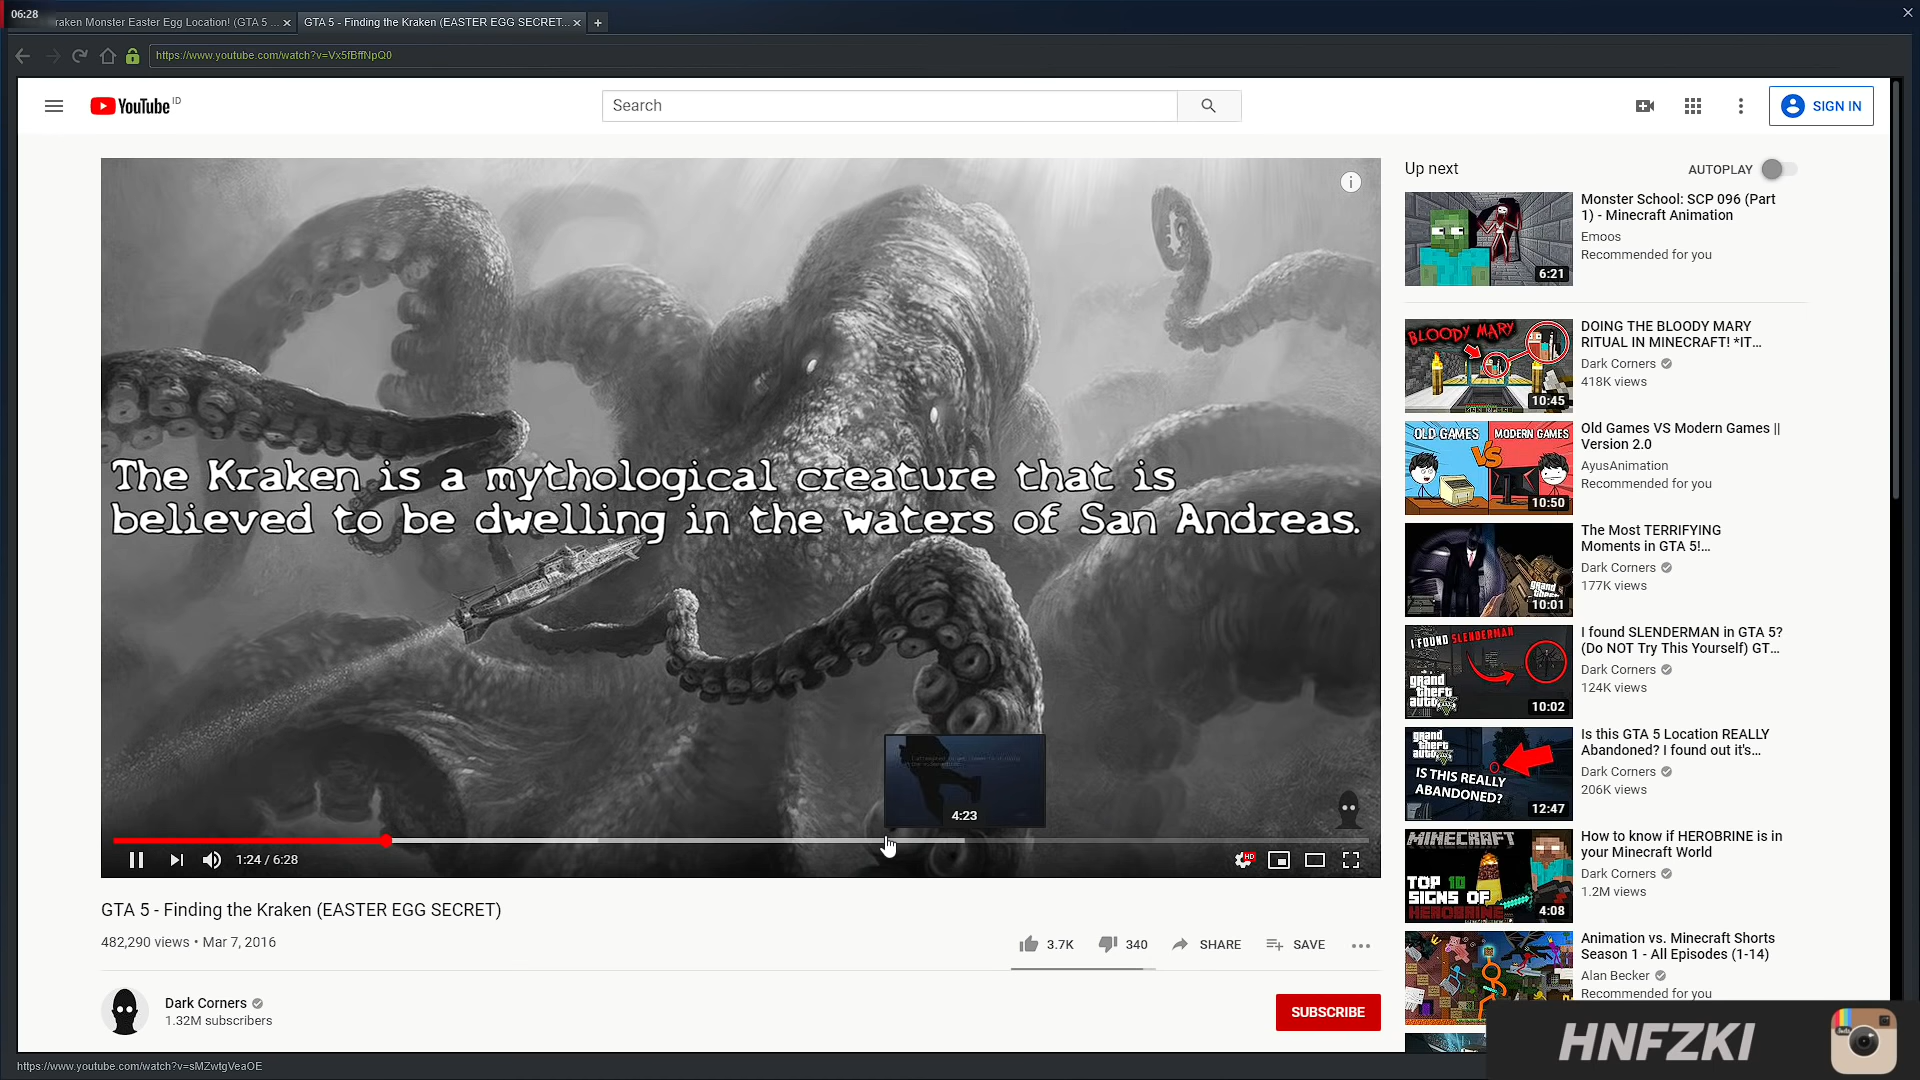 06:28
raken Monster Easter Egg Location! (GTA 5 ...
GTA 5 - Finding the Kraken (EASTER EGG SECRET...
https://www.youtube.com/watch?v=Vx5fBffNpQ0
YouTube ID
Search
SIGN IN
The Kraken is a mythological creature that is
believed to be dwelling in the waters of San Andreas.
4:23
1:24 / 6:28
HD
GTA 5 - Finding the Kraken (EASTER EGG SECRET)
482,290 views • Mar 7, 2016
3.7K
340
SHARE
SAVE
Dark Corners
1.32M subscribers
SUBSCRIBE
Up next
AUTOPLAY
6:21
Monster School: SCP 096 (Part
1) - Minecraft Animation
Emoos
Recommended for you
BLOODY MARY
10:45
DOING THE BLOODY MARY
RITUAL IN MINECRAFT! *IT...
Dark Corners
418K views
OLD GAMES
VS
MODERN GAMES
10:50
Old Games VS Modern Games ||
Version 2.0
AyusAnimation
Recommended for you
10:01
The Most TERRIFYING
Moments in GTA 5!...
Dark Corners
177K views
I FOUND SLENDERMAN
grand
theft
auto
10:02
I found SLENDERMAN in GTA 5?
(Do NOT Try This Yourself) GT...
Dark Corners
124K views
grand
theft
auto
IS THIS REALLY
ABANDONED?
12:47
Is this GTA 5 Location REALLY
Abandoned? I found out it's...
Dark Corners
206K views
MINECRAFT
TOP 10
SIGNS OF
HEROBRINE
4:08
How to know if HEROBRINE is in
your Minecraft World
Dark Corners
1.2M views
Animation vs. Minecraft Shorts
Season 1 - All Episodes (1-14)
Alan Becker
Recommended for you
HNFZKI
https://www.youtube.com/watch?v=sMZwtgVeaOE